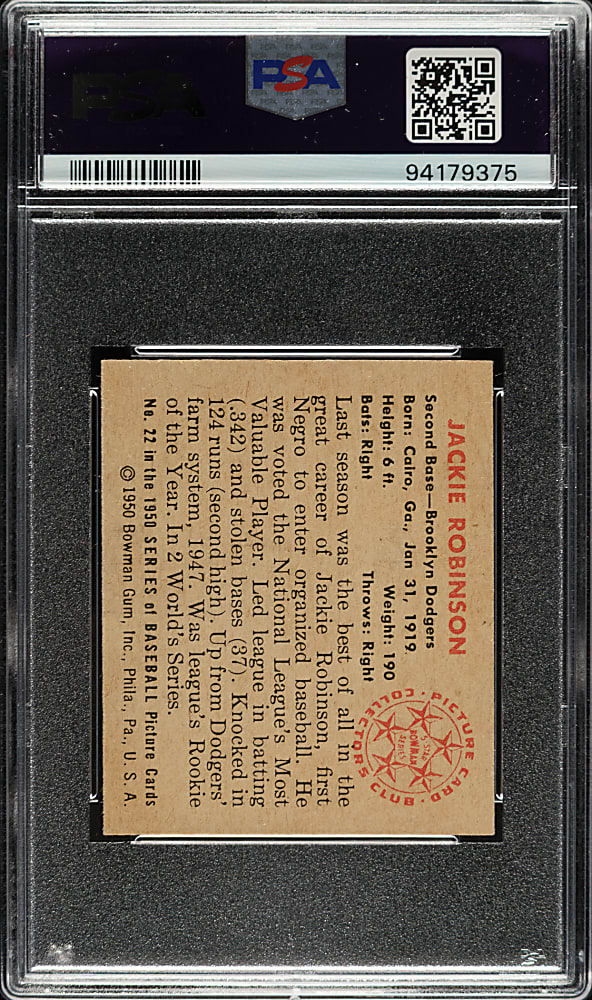 PSA
PSA
94179375
JACKIE ROBINSON
Second Base—Brooklyn Dodgers
Born: Cairo, Ga., Jan 31, 1919.
Height: 6 ft. Weight: 190
Bats: Right Throws: Right
PICTURE CARD
COLLECTORS CLUB
5-STAR
BOWMAN
SERIES
Last season was the best of all in the
great career of Jackie Robinson, first
Negro to enter organized baseball. He
was voted the National League's Most
Valuable Player. Led league in batting
(.342) and stolen bases (37). Knocked in
124 runs (second high). Up from Dodgers'
farm system, 1947. Was league's Rookie
of the Year. In 2 World's Series.
No. 22 in the 1950 SERIES of BASEBALL Picture Cards
© 1950 Bowman Gum, Inc., Phila., Pa., U. S. A.